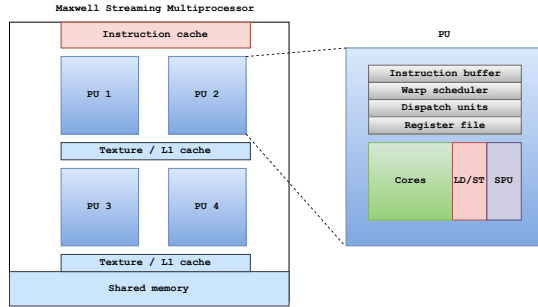 Maxwell Streaming Multiprocessor
Instruction cache
PU 1
PU 2
Texture / L1 cache
PU 3
PU 4
Texture / L1 cache
Shared memory
PU
Instruction buffer
Warp scheduler
Dispatch units
Register file
Cores
LD/ST
SPU